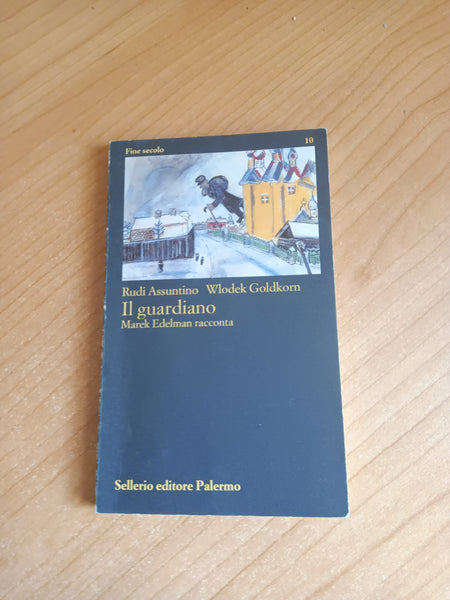 Fine secolo 10
Rudi Assuntino Wlodek Goldkorn
Il guardiano
Marek Edelman racconta
Sellerio editore Palermo